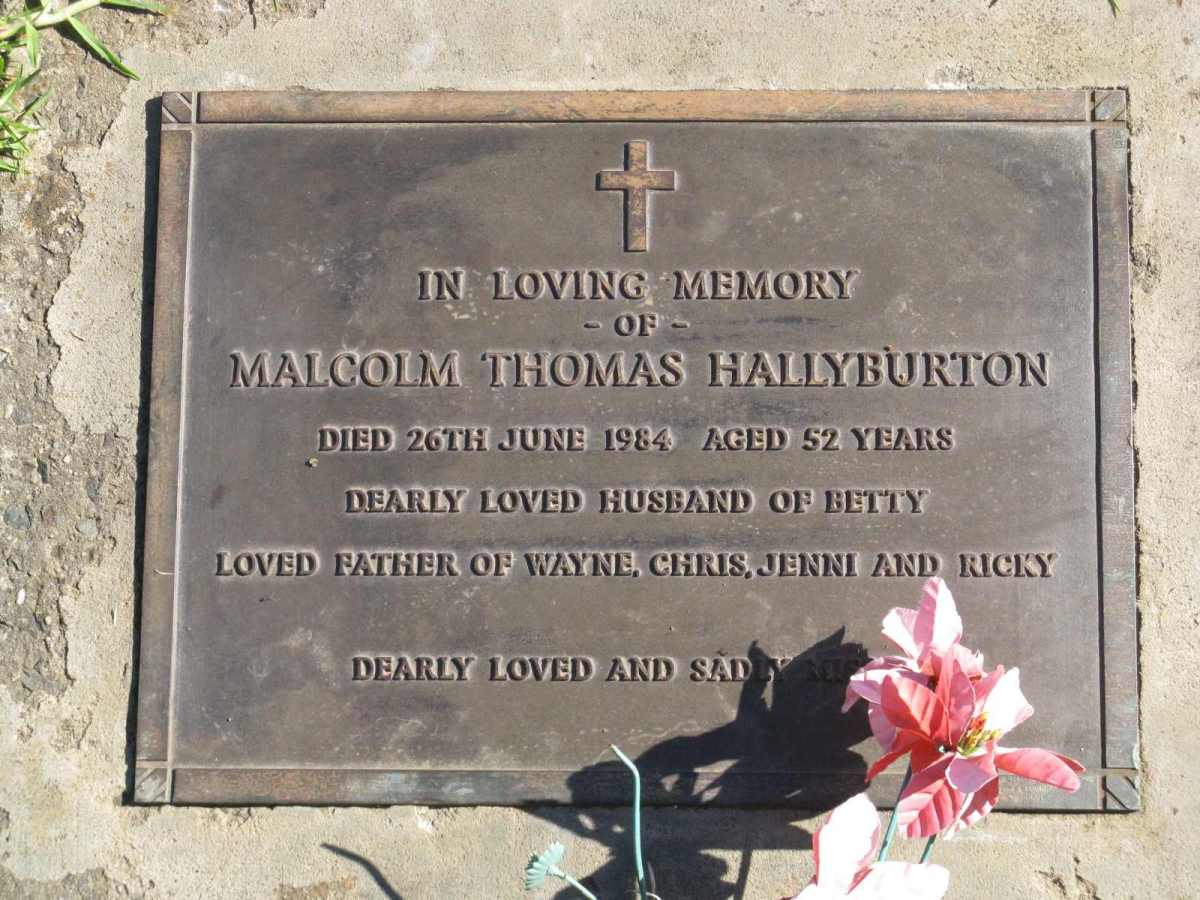 IN LOVING MEMORY
- OF -
MALCOLM THOMAS HALLYBURTON
DIED 26TH JUNE 1984 AGED 52 YEARS
DEARLY LOVED HUSBAND OF BETTY
LOVED FATHER OF WAYNE, CHRIS, JENNI AND RICKY
DEARLY LOVED AND SADLY